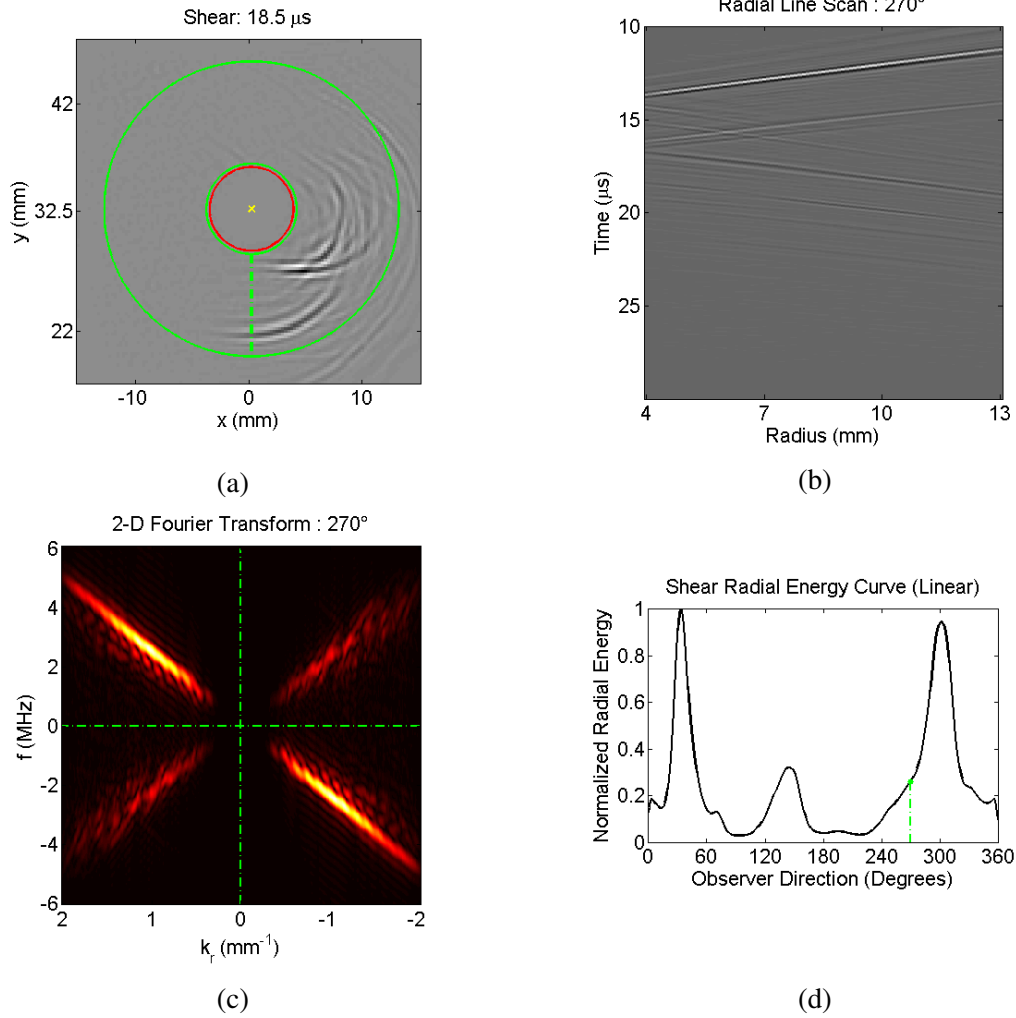 Shear: 18.5 μs
y (mm)
42
32.5
22
-10
0
10
x (mm)
(a)
Radial Line Scan : 270°
Time (μs)
10
15
20
25
4
7
10
13
Radius (mm)
(b)
2-D Fourier Transform : 270°
f (MHz)
6
4
2
0
-2
-4
-6
2
1
0
-1
-2
k_r (mm⁻¹)
(c)
Shear Radial Energy Curve (Linear)
Normalized Radial Energy
1
0.8
0.6
0.4
0.2
0
0
60
120
180
240
300
360
Observer Direction (Degrees)
(d)